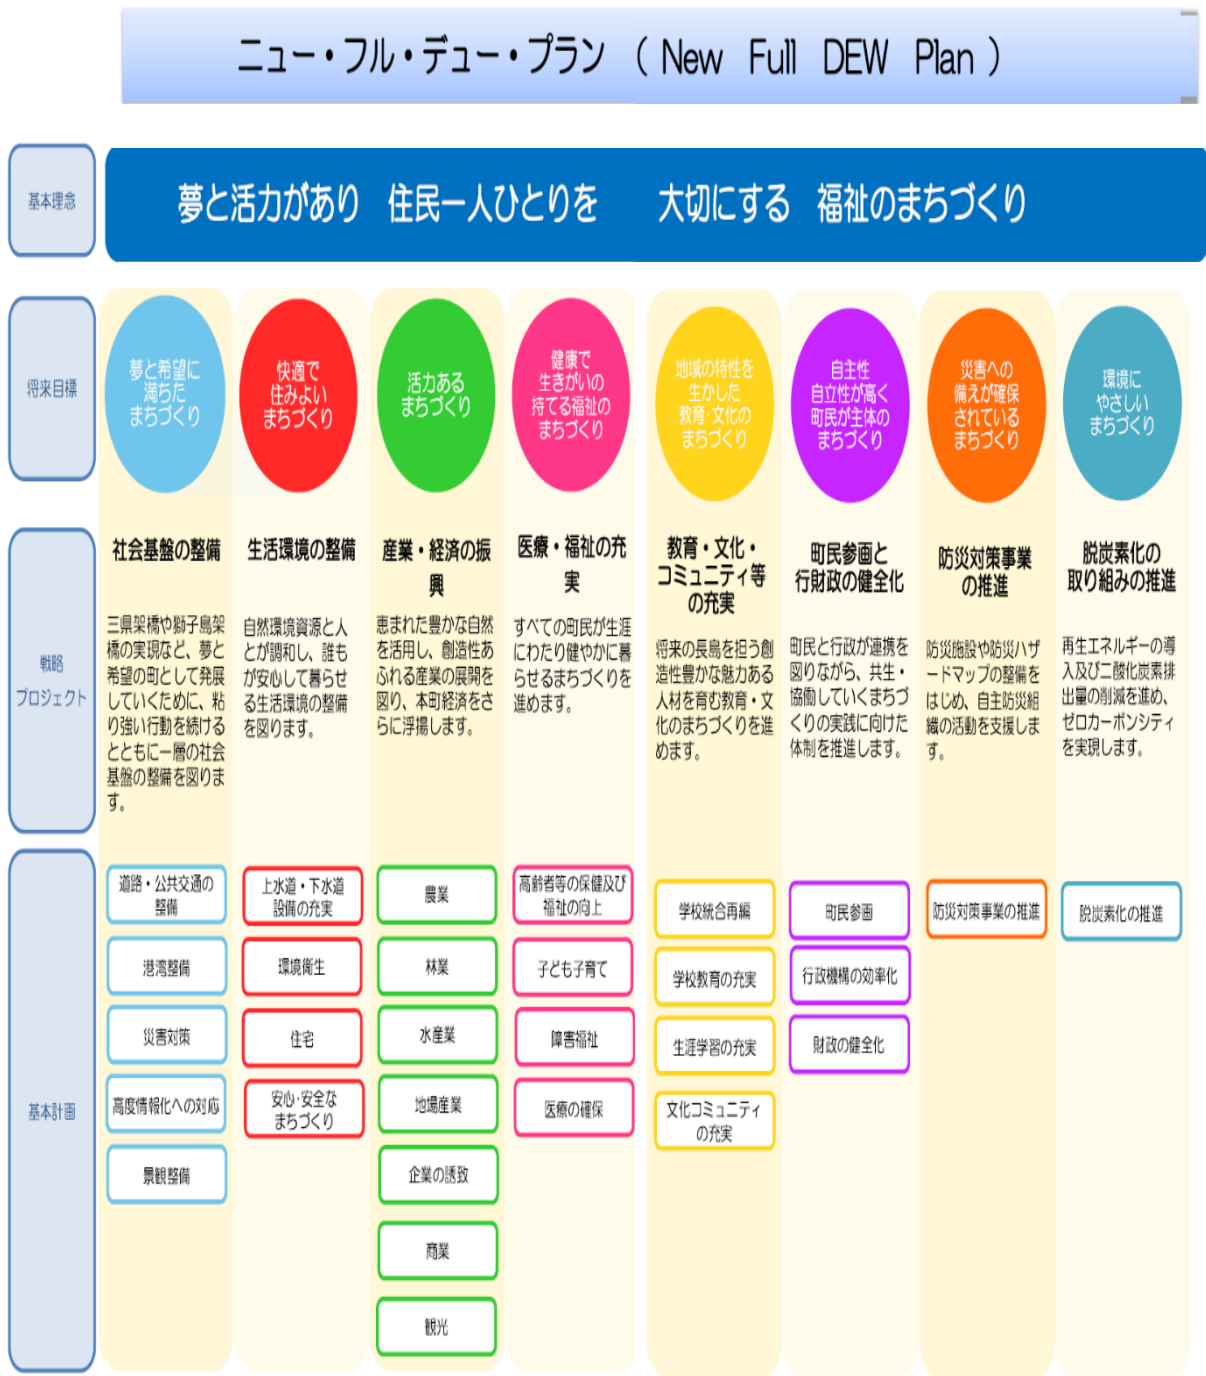 ニュー・フル・デュー・プラン （ New Full DEW Plan ）
基本理念
夢と活力があり 住民一人ひとりを 大切にする 福祉のまちづくり
将来目標
夢と希望に
満ちた
まちづくり
快適で
住みよい
まちづくり
活力ある
まちづくり
健康で
生きがいの
持てる福祉の
まちづくり
地域の特性を
生かした
教育・文化の
まちづくり
自主性
自立性が高く
町民が主体の
まちづくり
災害への
備えが確保
されている
まちづくり
環境に
やさしい
まちづくり
戦略
プロジェクト
社会基盤の整備
三県架橋や獅子島架
橋の実現など、夢と
希望の町として発展
していくために、粘
り強い行動を続ける
とともに一層の社会
基盤の整備を図りま
す。
生活環境の整備
自然環境資源と人
とが調和し、誰も
が安心して暮らせ
る生活環境の整備
を図ります。
産業・経済の振
興
恵まれた豊かな自然
を活用し、創造性あ
ふれる産業の展開を
図り、本町経済をさ
らに浮揚します。
医療・福祉の充
実
すべての町民が生涯
にわたり健やかに暮
らせるまちづくりを
進めます。
教育・文化・
コミュニティ等
の充実
将来の長島を担う創
造性豊かな魅力ある
人材を育む教育・文
化のまちづくりを進
めます。
町民参画と
行財政の健全化
町民と行政が連携を
図りながら、共生・
協働していくまちづ
くりの実践に向けた
体制を推進します。
防災対策事業
の推進
防災施設や防災ハザ
ードマップの整備を
はじめ、自主防災組
織の活動を支援しま
す。
脱炭素化の
取り組みの推進
再生エネルギーの導
入及び二酸化炭素排
出量の削減を進め、
ゼロカーボンシティ
を実現します。
基本計画
道路・公共交通の
整備
港湾整備
災害対策
高度情報化への対応
景観整備
上水道・下水道
設備の充実
環境衛生
住宅
安心・安全な
まちづくり
農業
林業
水産業
地場産業
企業の誘致
商業
観光
高齢者等の保健及び
福祉の向上
子ども子育て
障害福祉
医療の確保
学校統合再編
学校教育の充実
生涯学習の充実
文化コミュニティ
の充実
町民参画
行政機構の効率化
財政の健全化
防災対策事業の推進
脱炭素化の推進